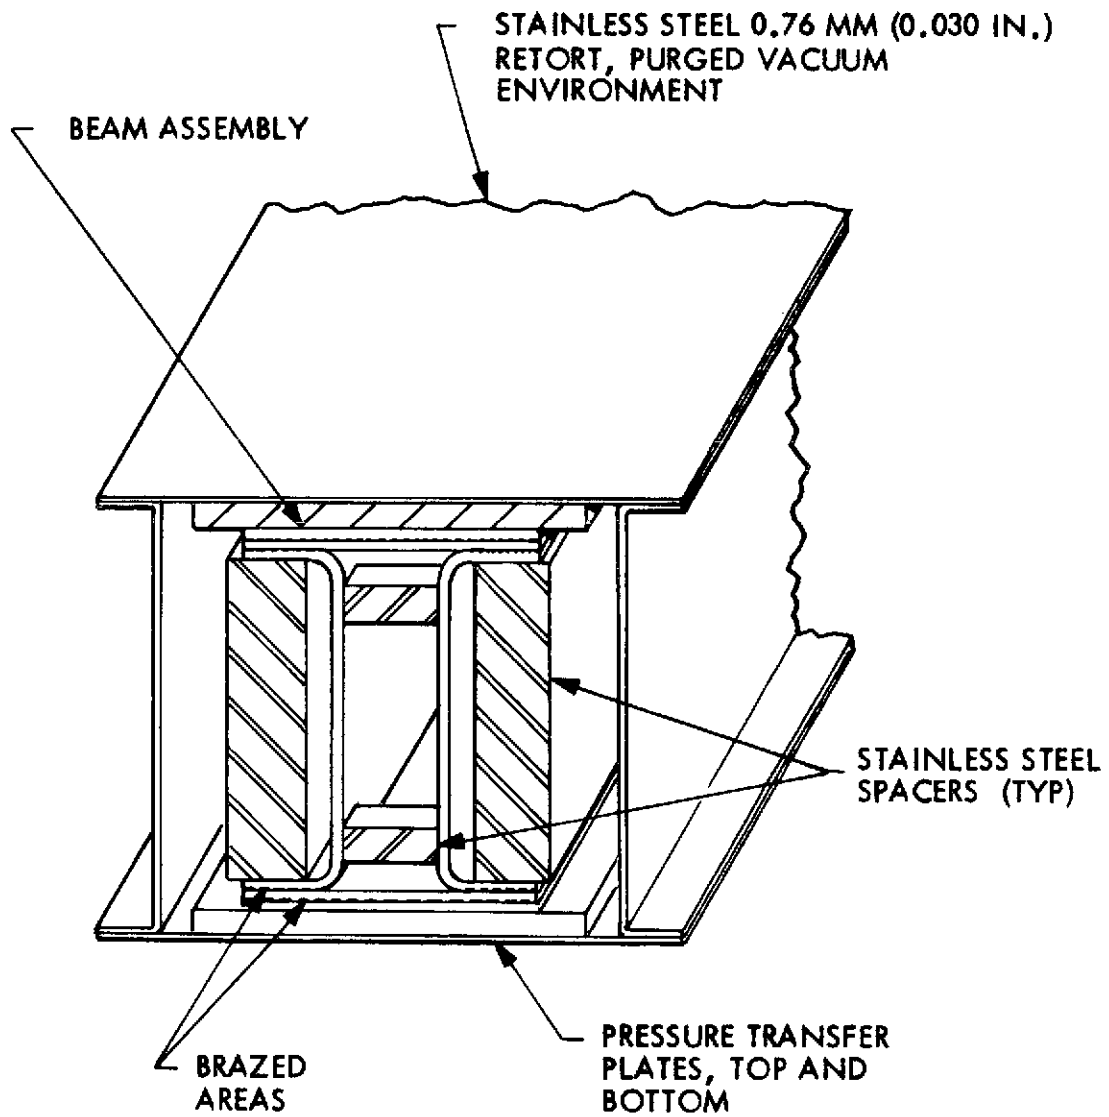 STAINLESS STEEL 0.76 MM (0.030 IN.)
RETORT, PURGED VACUUM
ENVIRONMENT
BEAM ASSEMBLY
STAINLESS STEEL
SPACERS (TYP)
PRESSURE TRANSFER
PLATES, TOP AND
BOTTOM
BRAZED
AREAS